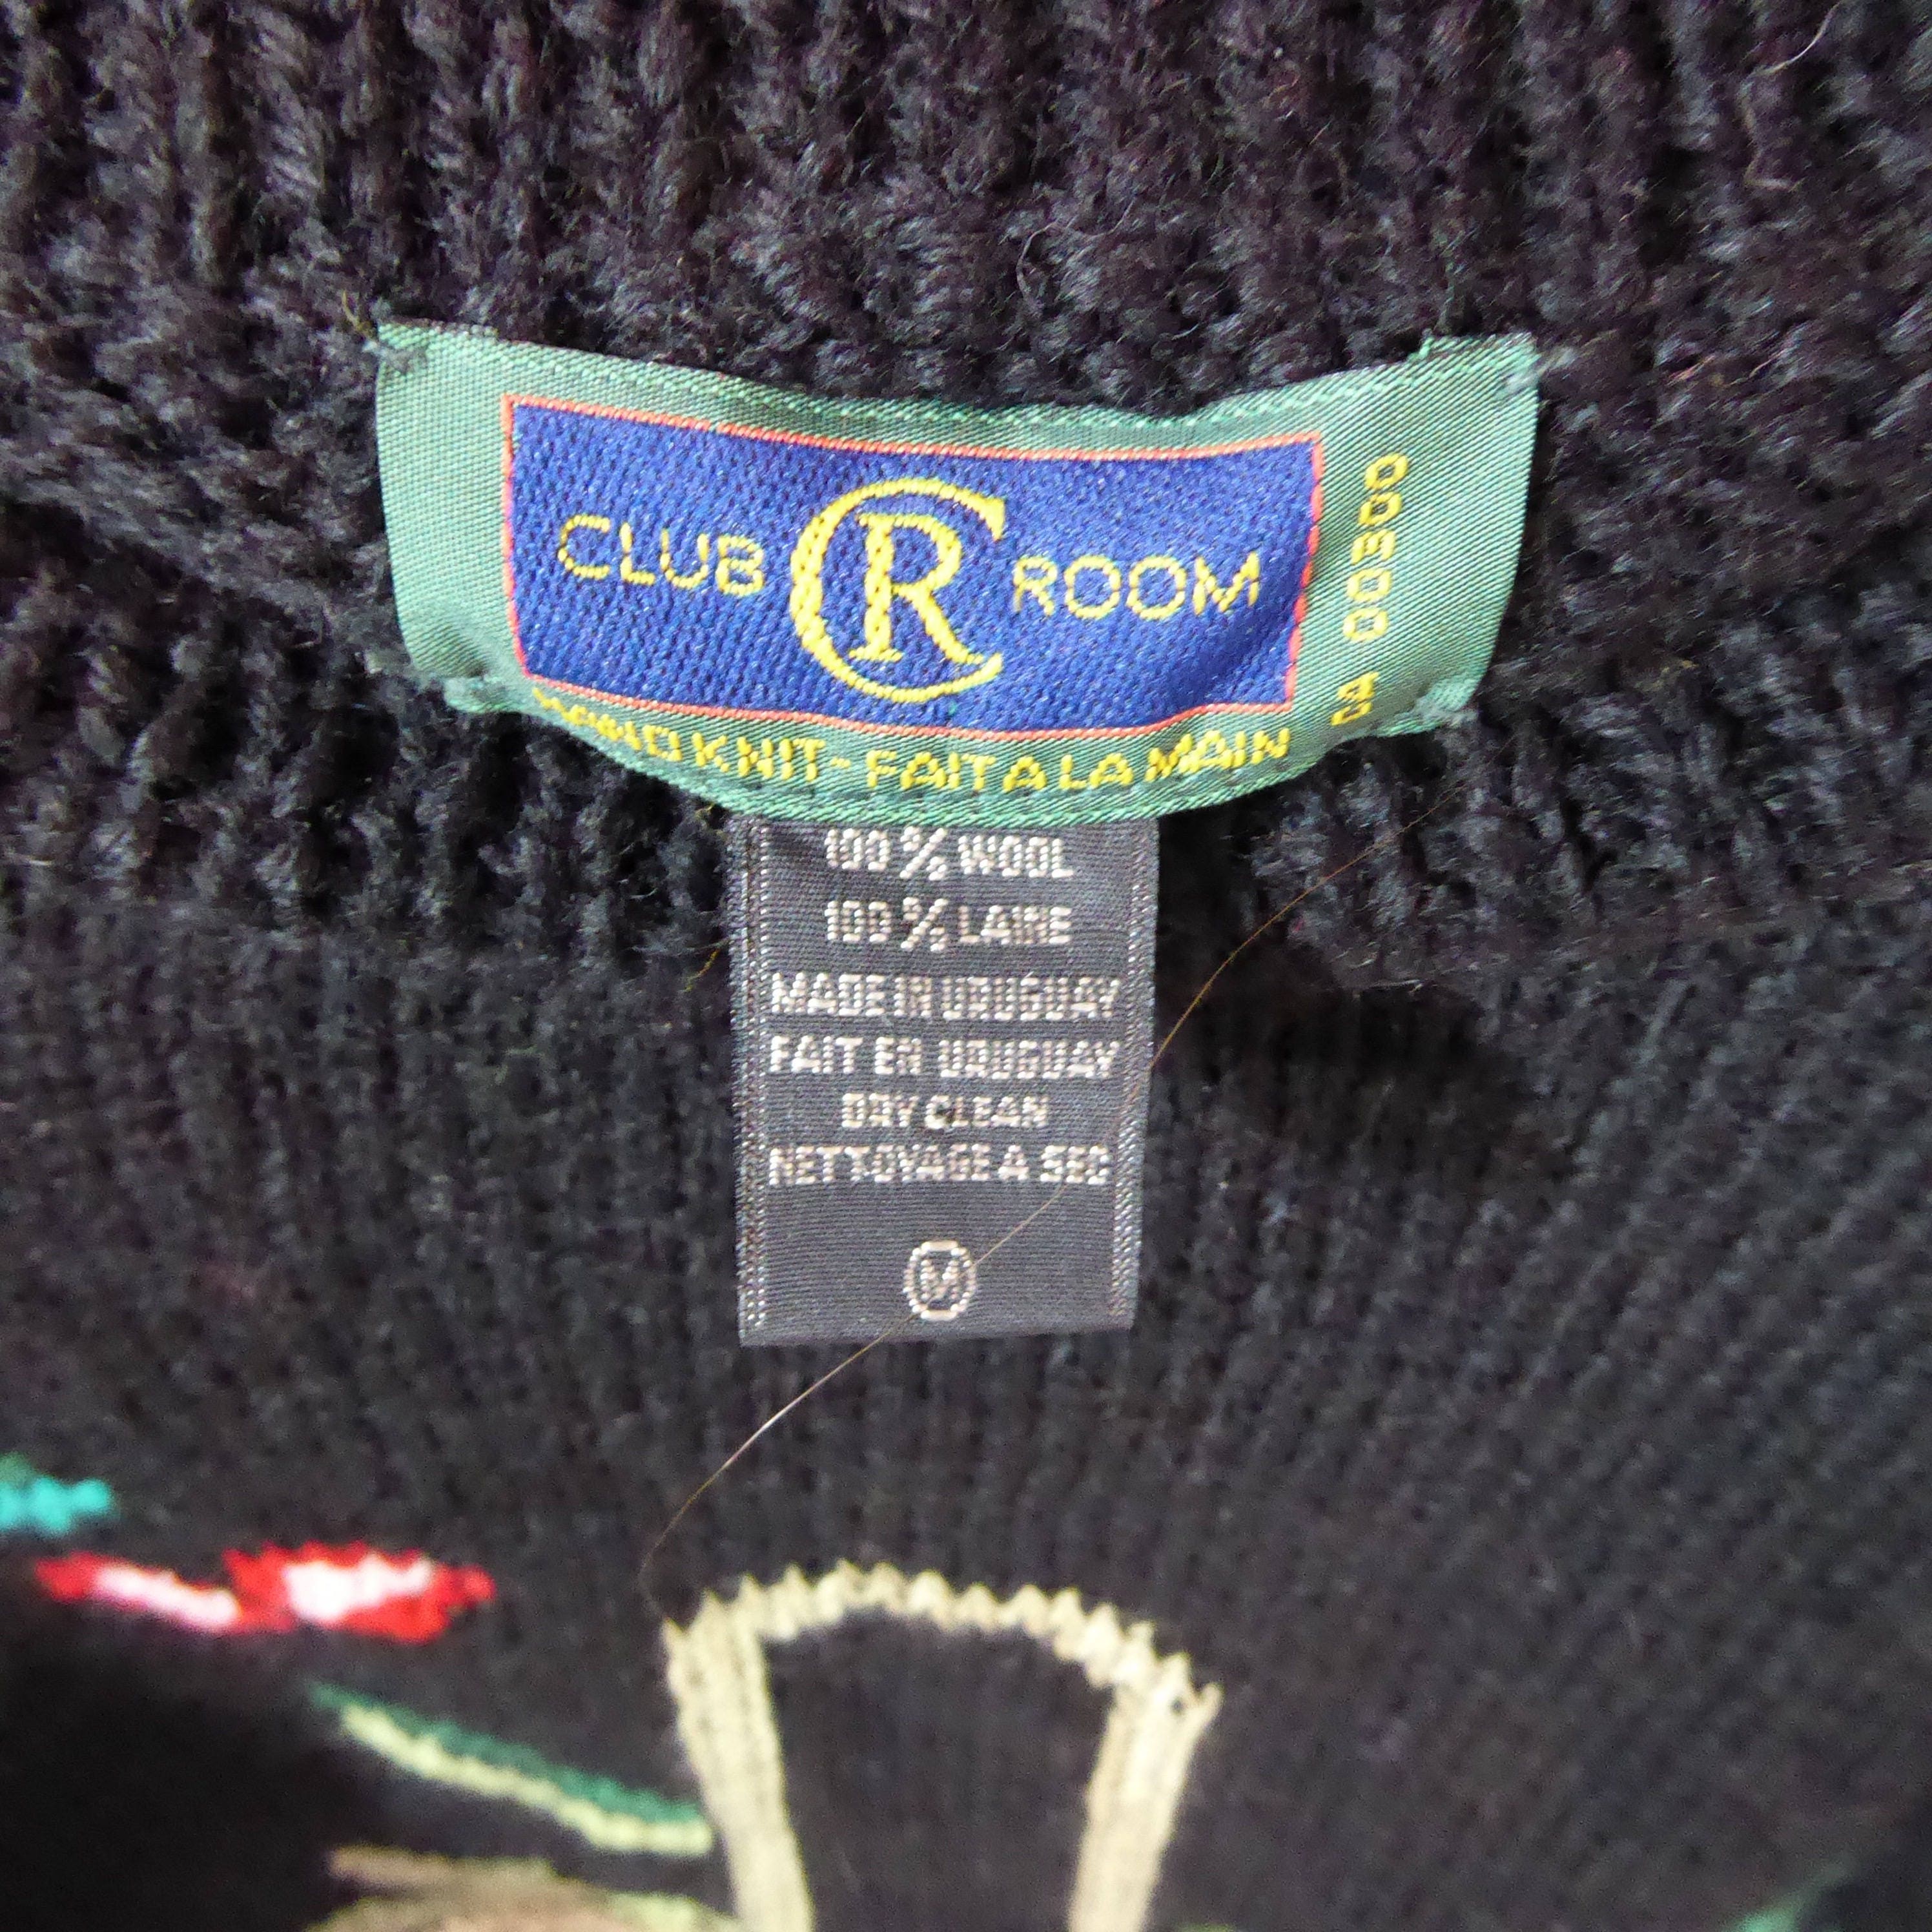 CLUB CR ROOM
HAND KNIT - FAIT A LA MAIN
CA 00300
100% WOOL
100% LAINE
MADE IN URUGUAY
FAIT EN URUGUAY
DRY CLEAN
NETTOYAGE A SEC
M